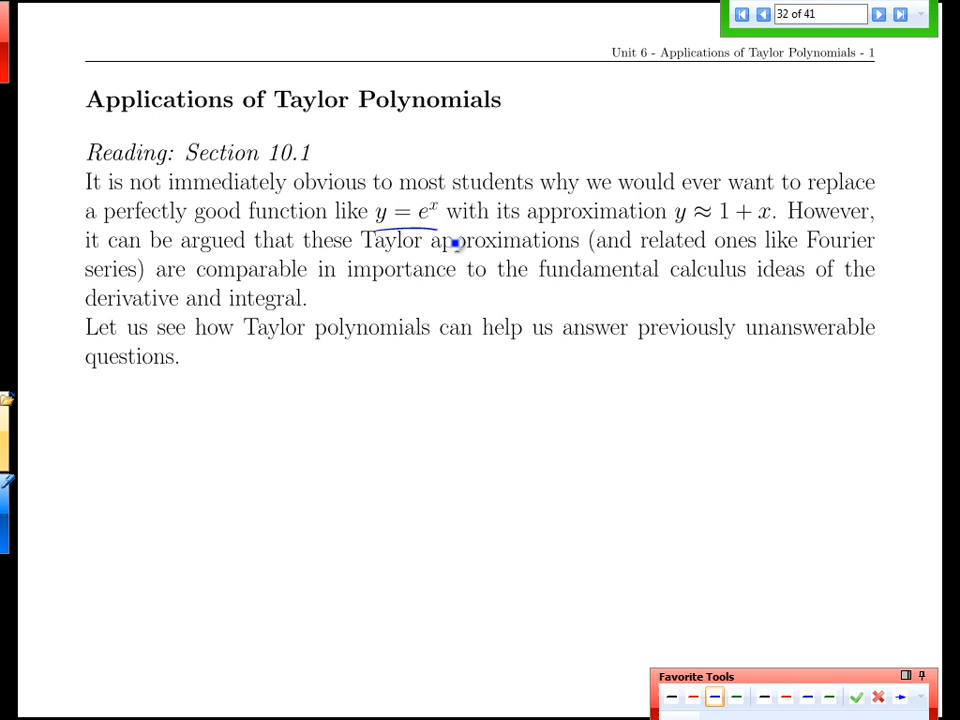 32 of 41
Unit 6 - Applications of Taylor Polynomials - 1
Applications of Taylor Polynomials
Reading: Section 10.1
It is not immediately obvious to most students why we would ever want to replace
a perfectly good function like y = eˣ with its approximation y ≈ 1 + x. However,
it can be argued that these Taylor approximations (and related ones like Fourier
series) are comparable in importance to the fundamental calculus ideas of the
derivative and integral.
Let us see how Taylor polynomials can help us answer previously unanswerable
questions.
Favorite Tools